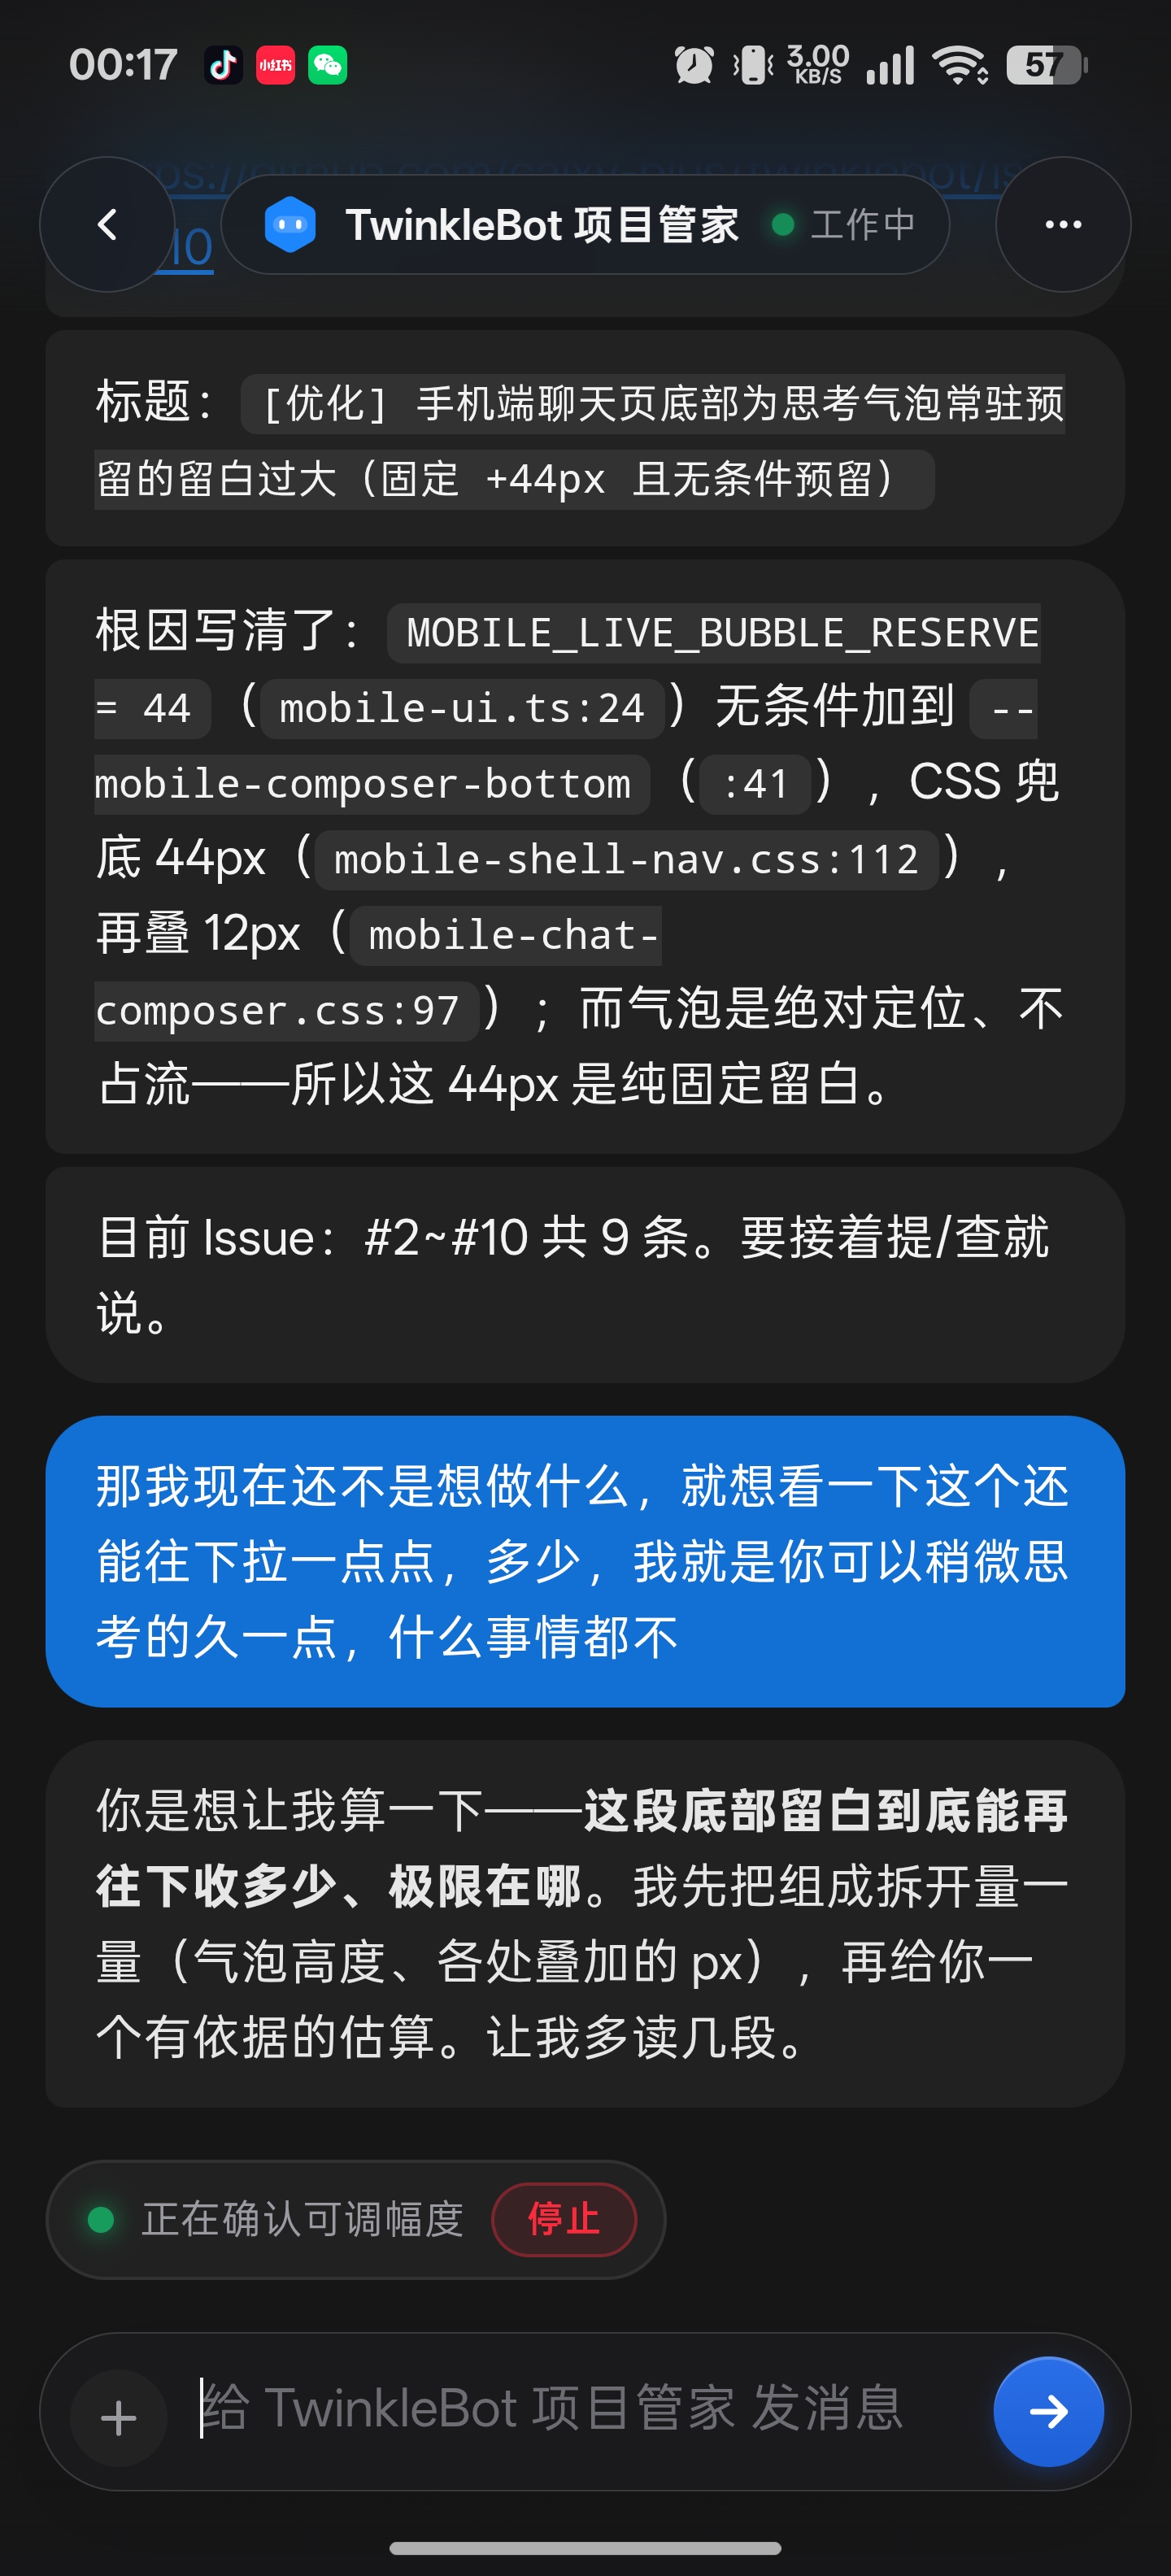 00:17 小红书 3.00 KB/S 57
TwinkleBot 项目管家 工作中
10
标题：[优化] 手机端聊天页底部为思考气泡常驻预
留的留白过大（固定 +44px 且无条件预留）
根因写清了：MOBILE_LIVE_BUBBLE_RESERVE
= 44（mobile-ui.ts:24）无条件加到 --
mobile-composer-bottom（:41），CSS 兜
底 44px（mobile-shell-nav.css:112），
再叠 12px（mobile-chat-
composer.css:97）；而气泡是绝对定位、不
占流——所以这 44px 是纯固定留白。
目前 Issue：#2~#10 共 9 条。要接着提/查就
说。
那我现在还不是想做什么，就想看一下这个还
能往下拉一点点，多少，我就是你可以稍微思
考的久一点，什么事情都不
你是想让我算一下——这段底部留白到底能再
往下收多少、极限在哪。我先把组成拆开量一
量（气泡高度、各处叠加的 px），再给你一
个有依据的估算。让我多读几段。
正在确认可调幅度 停止
给 TwinkleBot 项目管家 发消息